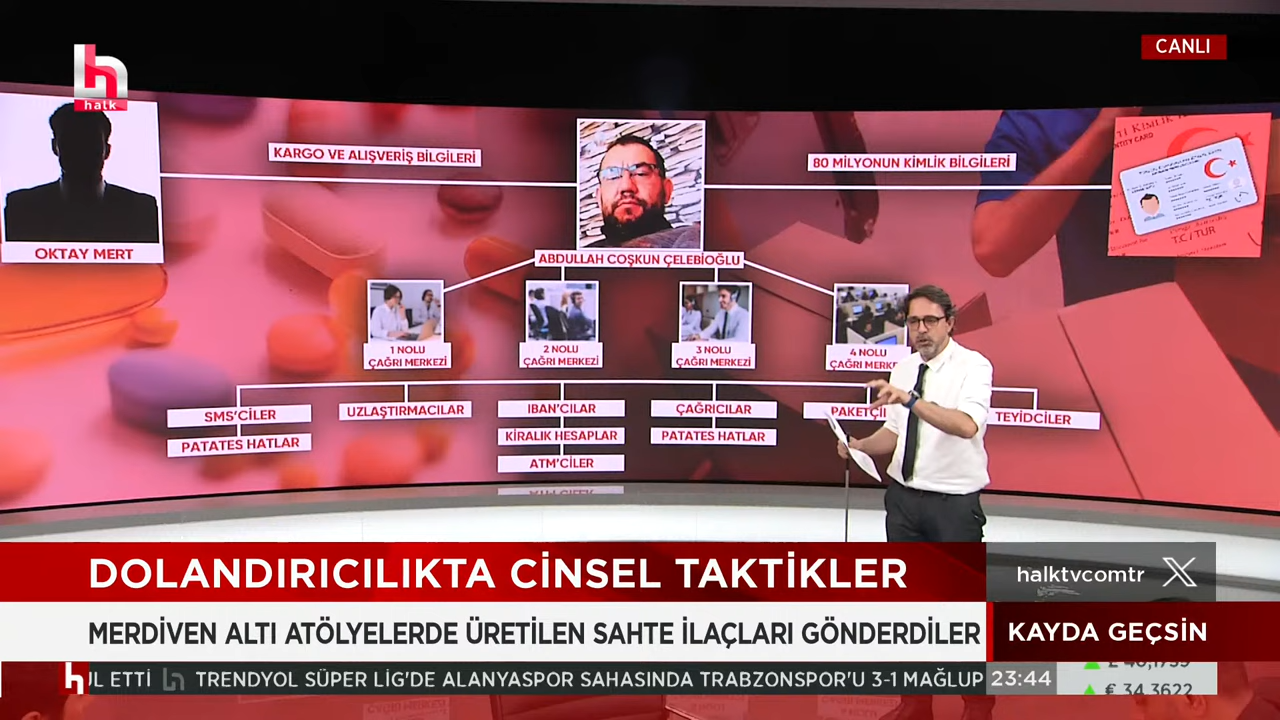 h
halk
CANLI
KARGO VE ALIŞVERİŞ BİLGİLERİ
80 MİLYONUN KİMLİK BİLGİLERİ
T.C./TUR
OKTAY MERT
ABDULLAH COŞKUN ÇELEBİOĞLU
1 NOLU
ÇAĞRI MERKEZİ
2 NOLU
ÇAĞRI MERKEZİ
3 NOLU
ÇAĞRI MERKEZİ
4 NOLU
ÇAĞRI
SMS'CİLER
PATATES HATLAR
UZLAŞTIRMACILAR
IBAN'CILAR
KİRALIK HESAPLAR
ATM'CİLER
ÇAĞRICILAR
PATATES HATLAR
TEYİDCİLER
DOLANDIRICILIKTA CİNSEL TAKTİKLER
halktvcomtr X
MERDİVEN ALTI ATÖLYELERDE ÜRETİLEN SAHTE İLAÇLARI GÖNDERDİLER
KAYDA GEÇSİN
ETTİ TRENDYOL SÜPER LİG'DE ALANYASPOR SAHASINDA TRABZONSPOR'U 3-1 MAĞLUP 23:44
€ 34,3622